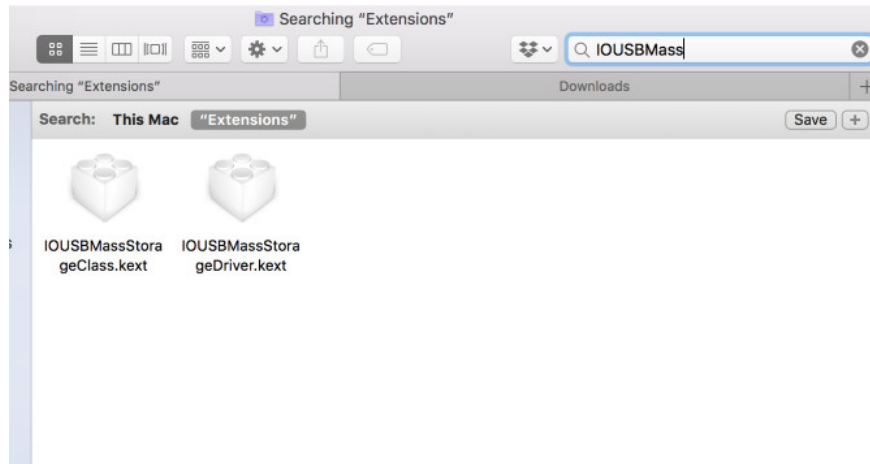 Searching “Extensions”
IOUSBMass
Searching “Extensions” Downloads +
Search: This Mac “Extensions” Save +
IOUSBMassStora IOUSBMassStora
geClass.kext geDriver.kext
s